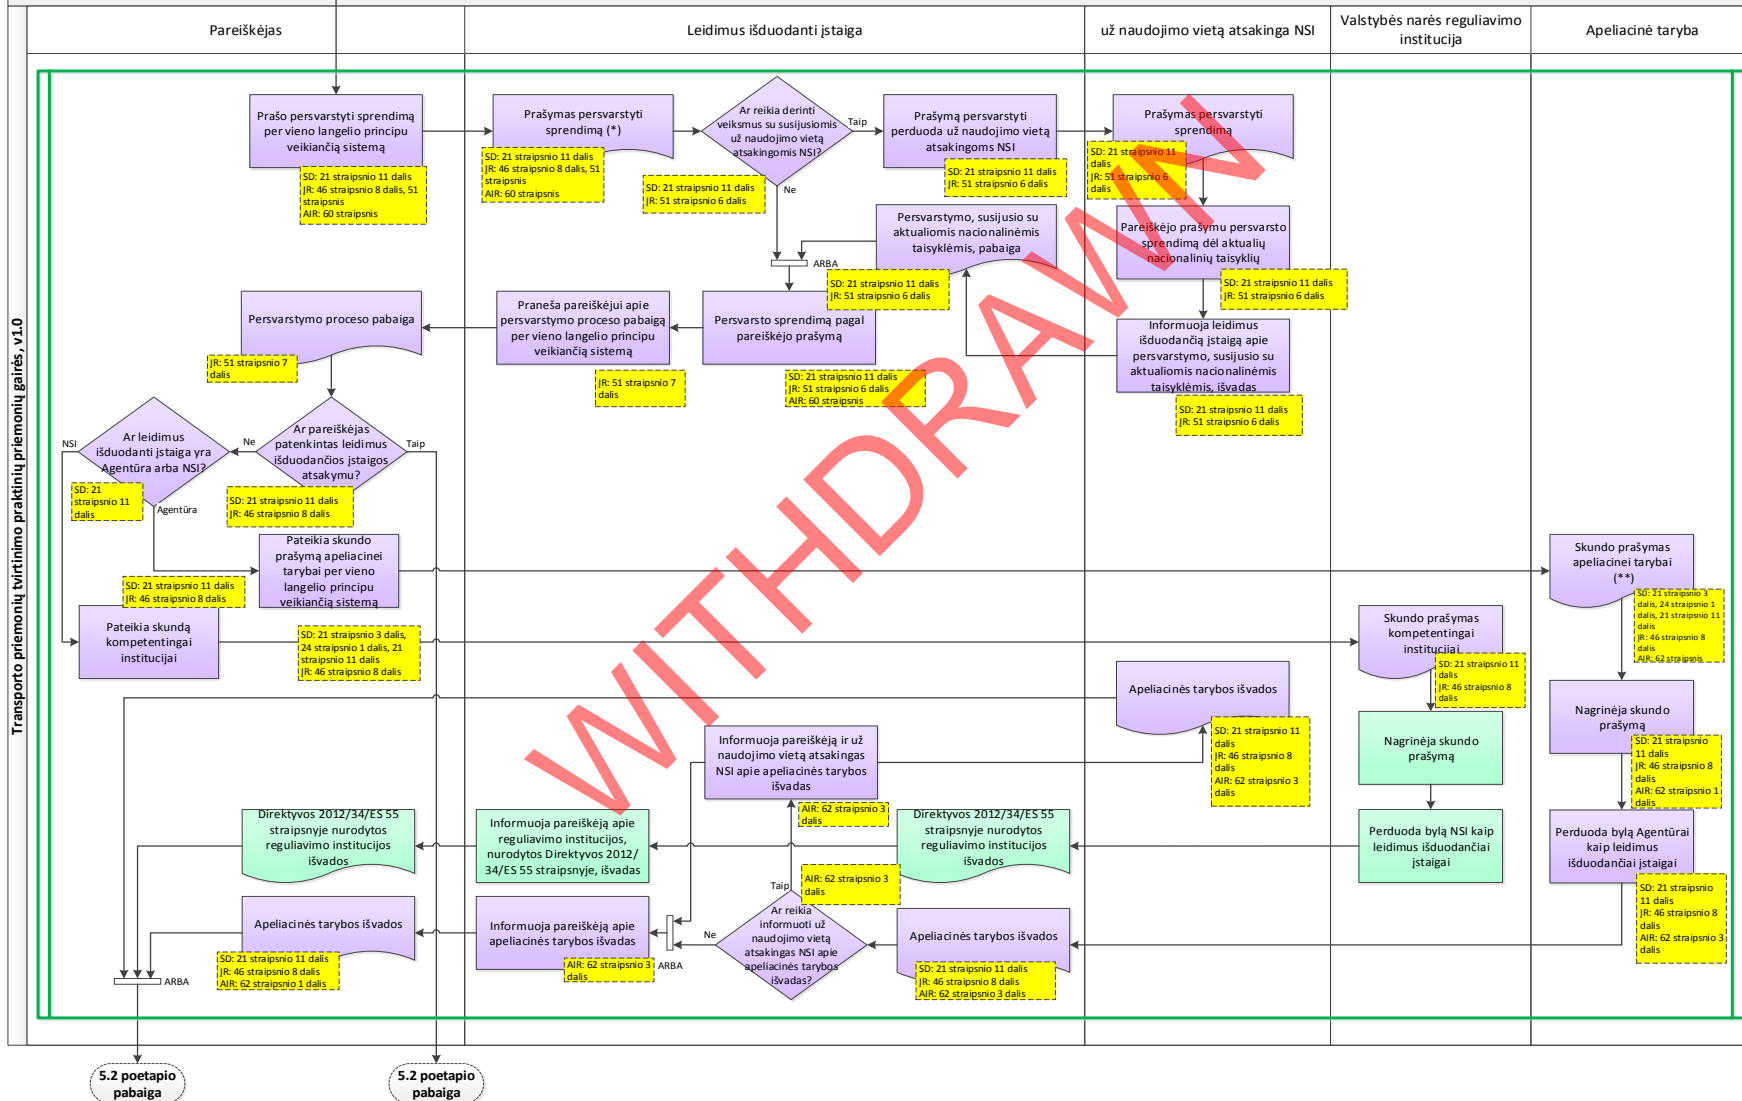 Pareiškėjas
Leidimus išduodanti įstaiga
už naudojimo vietą atsakinga NSI
Valstybės narės reguliavimo
institucija
Apeliacinė taryba
Transporto priemonių tvirtinimo praktinių priemonių gairės, v1.0
Prašo persvarstyti sprendimą
per vieno langelio principu
veikiančią sistemą
SD: 21 straipsnio 11 dalis
JR: 46 straipsnio 8 dalis, 51
straipsnis
AIR: 60 straipsnis
Prašymas persvarstyti
sprendimą (*)
SD: 21 straipsnio 11 dalis
JR: 46 straipsnio 8 dalis, 51
straipsnis
AIR: 60 straipsnis
Ar reikia derinti
veiksmus su susijusiomis
už naudojimo vietą
atsakingomis NSI?
Taip
Ne
SD: 21 straipsnio 11 dalis
JR: 51 straipsnio 6 dalis
Prašymą persvarstyti
perduoda už naudojimo vietą
atsakingoms NSI
SD: 21 straipsnio 11 dalis
JR: 51 straipsnio 6 dalis
Prašymas persvarstyti
sprendimą
SD: 21 straipsnio 11
dalis
JR: 51 straipsnio 6
dalis
Persvarstymo, susijusio su
aktualiomis nacionalinėmis
taisyklėmis, pabaiga
SD: 21 straipsnio 11 dalis
JR: 51 straipsnio 6 dalis
ARBA
Pareiškėjo prašymu persvarsto
sprendimą dėl aktualių
nacionalinių taisyklių
SD: 21 straipsnio 11 dalis
JR: 51 straipsnio 6 dalis
Persvarstymo proceso pabaiga
JR: 51 straipsnio 7
dalis
Praneša pareiškėjui apie
persvarstymo proceso pabaigą
per vieno langelio principu
veikiančią sistemą
JR: 51 straipsnio 7
dalis
Persvarsto sprendimą pagal
pareiškėjo prašymą
SD: 21 straipsnio 11 dalis
JR: 51 straipsnio 6 dalis
AIR: 60 straipsnis
Informuoja leidimus
išduodančią įstaigą apie
persvarstymo, susijusio su
aktualiomis nacionalinėmis
taisyklėmis, išvadas
SD: 21 straipsnio 11 dalis
JR: 51 straipsnio 6 dalis
NSI
Ar leidimus
išduodanti įstaiga yra
Agentūra arba NSI?
SD: 21
straipsnio 11
dalis
Agentūra
Ne
Ar pareiškėjas
patenkintas leidimus
išduodančios įstaigos
atsakymu?
Taip
SD: 21 straipsnio 11 dalis
JR: 46 straipsnio 8 dalis
Pateikia skundo
prašymą apeliacinei
tarybai per vieno
langelio principu
veikiančią sistemą
SD: 21 straipsnio 11 dalis
JR: 46 straipsnio 8 dalis
Skundo prašymas
apeliacinei tarybai
(**)
SD: 21 straipsnio 3
dalis, 24 straipsnio 1
dalis, 21 straipsnio 11
dalis
JR: 46 straipsnio 8
dalis
AIR: 62 straipsnis
Pateikia skundą
kompetentingai
institucijai
SD: 21 straipsnio 3 dalis,
24 straipsnio 1 dalis, 21
straipsnio 11 dalis
JR: 46 straipsnio 8 dalis
Skundo prašymas
kompetentingai
institucijai
SD: 21 straipsnio 11
dalis
JR: 46 straipsnio 8
dalis
Apeliacinės tarybos išvados
SD: 21 straipsnio 11
dalis
JR: 46 straipsnio 8
dalis
AIR: 62 straipsnio 3
dalis
Nagrinėja skundo
prašymą
Nagrinėja skundo
prašymą
SD: 21 straipsnio
11 dalis
JR: 46 straipsnio 8
dalis
AIR: 62 straipsnio 1
dalis
Informuoja pareiškėją ir už
naudojimo vietą atsakingas
NSI apie apeliacinės tarybos
išvadas
AIR: 62 straipsnio 3
dalis
Direktyvos 2012/34/ES 55
straipsnyje nurodytos
reguliavimo institucijos
išvados
Informuoja pareiškėją apie
reguliavimo institucijos,
nurodytos Direktyvos 2012/
34/ES 55 straipsnyje, išvadas
Direktyvos 2012/34/ES 55
straipsnyje nurodytos
reguliavimo institucijos
išvados
Perduoda bylą NSI kaip
leidimus išduodančiai
įstaigai
Perduoda bylą Agentūrai
kaip leidimus
išduodančiai įstaigai
SD: 21 straipsnio
11 dalis
JR: 46 straipsnio 8
dalis
AIR: 62 straipsnio 3
dalis
Taip
AIR: 62 straipsnio 3
dalis
Apeliacinės tarybos išvados
SD: 21 straipsnio 11 dalis
JR: 46 straipsnio 8 dalis
AIR: 62 straipsnio 1 dalis
Informuoja pareiškėją apie
apeliacinės tarybos išvadas
AIR: 62 straipsnio 3
dalis
ARBA
Ne
Ar reikia
informuoti už
naudojimo vietą
atsakingas NSI apie
apeliacinės tarybos
išvadas?
Apeliacinės tarybos išvados
SD: 21 straipsnio 11 dalis
JR: 46 straipsnio 8 dalis
AIR: 62 straipsnio 3 dalis
ARBA
5.2 poetapio
pabaiga
5.2 poetapio
pabaiga
WITHDRAWN